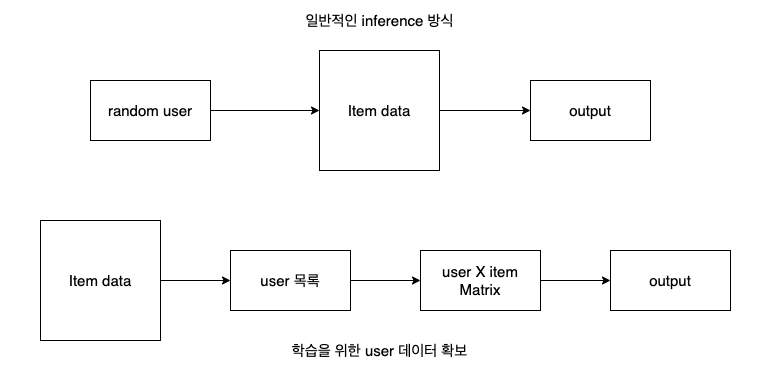 일반적인 inference 방식
random user
Item data
output
Item data
user 목록
user X item
Matrix
output
학습을 위한 user 데이터 확보